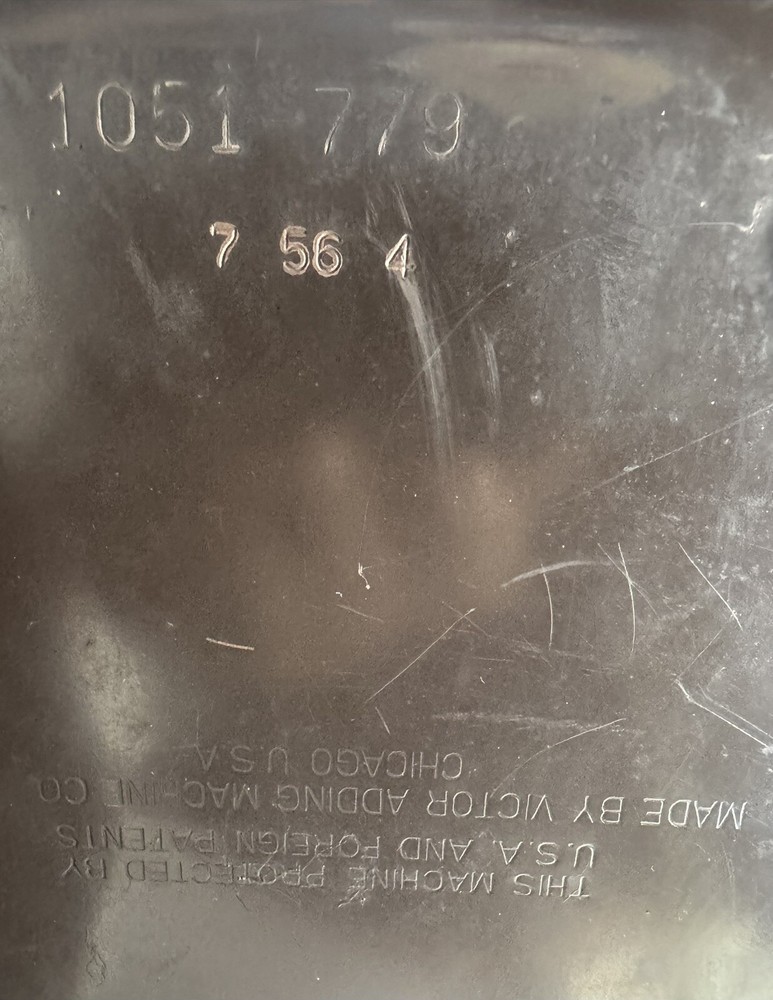 1051 779
7 56 4
THIS MACHINE PROTECTED BY
U.S.A. AND FOREIGN PATENTS
MADE BY VICTOR ADDING MACHINE CO
CHICAGO U.S.A.